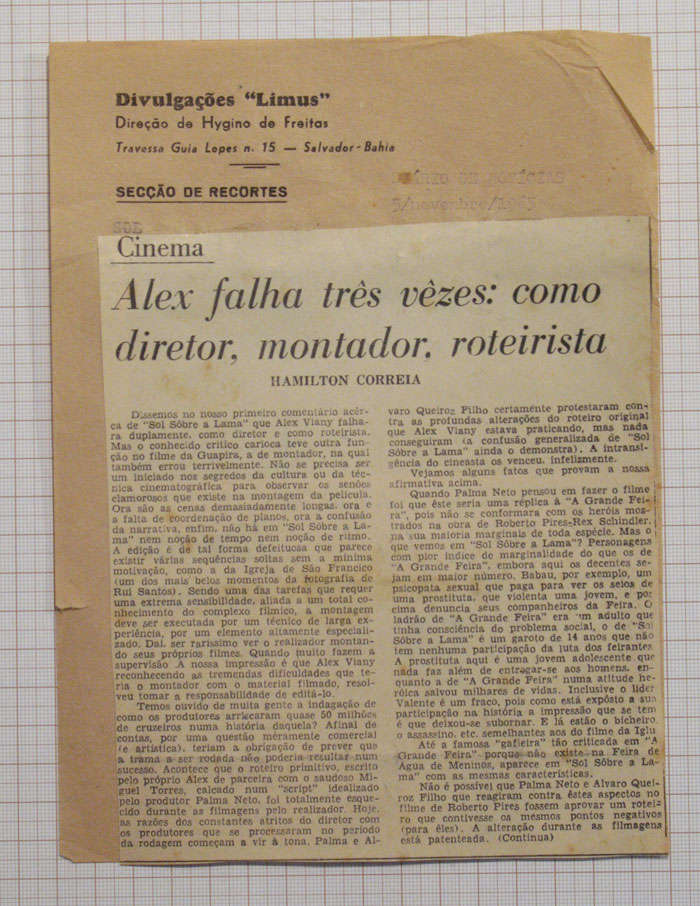 Divulgações "Limus"
Direção de Hygino de Freitas
Travessa Guia Lopes n. 15 — Salvador-Bahia
SECÇÃO DE RECORTES
DIÁRIO DE NOTÍCIAS
5/novembro/1963
SSL
Cinema
Alex falha três vêzes: como
diretor, montador, roteirista
HAMILTON CORREIA
Dissemos no nosso primeiro comentário acêr-
ca de "Sol Sôbre a Lama" que Alex Viany falha-
ra duplamente, como diretor e como roteirista.
Mas o conhecido crítico carioca teve outra fun-
ção no filme da Guapira, a de montador, na qual
também errou terrivelmente. Não se precisa ser
um iniciado nos segredos da cultura ou da téc-
nica cinematográfica para observar os senões
clamorosos que existe na montagem da película.
Ora são as cenas demasiadamente longas, ora e
a falta de coordenação de planos, ora a confusão
da narrativa, enfim, não há em "Sol Sôbre a La-
ma" nem noção de tempo nem noção de ritmo.
A edição é de tal forma defeituosa que parece
existir várias sequências soltas sem a mínima
motivação, como a da Igreja de São Francico
(um dos mais belos momentos da fotografia de
Rui Santos). Sendo uma das tarefas que requer
uma extrema sensibilidade, aliada a um total co-
nhecimento do complexo fílmico, a montagem
deve ser executada por um técnico de larga ex-
periência, por um elemento altamente especiali-
zado. Daí, ser raríssimo ver o realizador montan-
do seus próprios filmes. Quando muito fazem a
supervisão .A nossa impressão é que Alex Viany
reconhecendo as tremendas dificuldades que te-
ria o montador com o material filmado, resol-
veu tomar a responsabilidade de editá-lo.
Temos ouvido de muita gente a indagação de
como os produtores arriscaram quase 50 milhões
de cruzeiros numa história daquela? Afinal de
contas, por uma questão mèramente comercial
(e artística), teriam a obrigação de prever que
a trama a ser rodada não poderia resultar num
sucesso. Acontece que o roteiro primitivo, escrito
pelo próprio Alex de parceira com o saudoso Mi-
guel Torres, calcado num "script" idealizado
pelo produtor Palma Neto, foi totalmente esque-
cido durante as filmagens pelo realizador. Hoje,
as razões dos constantes atritos do diretor com
os produtores que se processaram no período
da rodagem começam a vir à tona. Palma e Al-
varo Queiroz Filho certamente protestaram con-
tra as profundas alterações do roteiro original
que Alex Viany estava praticando, mas nada
conseguiram (a confusão generalizada de "Sol
Sôbre a Lama" ainda o demonstra). A intransi-
gência do cineasta os venceu, infelizmente.
Vejamos alguns fatos que provam a nossa
afirmativa acima.
Quando Palma Neto pensou em fazer o filme
foi que êste seria uma réplica à "A Grande Fei-
ra", pois não se conformara com os heróis mos-
trados na obra de Roberto Pires-Rex Schindler,
na sua maioria marginais de toda espécie. Mas o
que vemos em "Sol Sôbre a Lama"? Personagens
com pior índice de marginalidade do que os de
"A Grande Feira", embora aqui os decentes se-
jam em maior número. Babau, por exemplo, um
psicopata sexual que paga para ver os seios de
uma prostituta, que violenta uma jovem, e por
cima denuncia seus companheiros da Feira. O
ladrão de "A Grande Feira" era um adulto que
tinha consciência do problema social, o de "Sol
Sôbre a Lama" é um garoto de 14 anos que não
tem nenhuma participação da luta dos feirantes
A prostituta aqui é uma jovem adolescente que
nada faz além de entragar-se aos homens, en-
quanto a de "A Grande Feira" numa atitude he-
róica salvou milhares de vidas. Inclusive o líder
Valente é um fraco, pois como está expôsto a sua
participação na história a impressão que se tem
é que deixou-se subornar. E lá estão o bicheiro,
o assassino, etc. semelhantes aos do filme da Iglu
Até a famosa "gafieira" tão criticada em "A
Grande Feira" porque não existe na Feira de
Água de Meninos, aparece em "Sol Sôbre a La-
ma" com as mesmas características.
Não é possível que Palma Neto e Alvaro Quei-
roz Filho que reagiram contra êstes aspectos no
filme de Roberto Pires fossem aprovar um rotei-
ro que contivesse os mesmos pontos negativos
(para êles). A alteração durante as filmagens
está patenteada. (Continua)